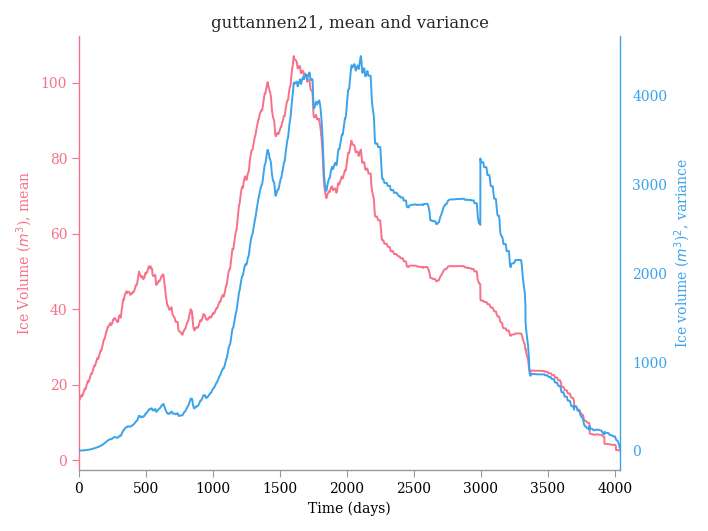 guttannen21, mean and variance
100
80
60
40
20
0
Ice Volume (m³), mean
4000
3000
2000
1000
0
Ice volume (m³)², variance
0 500 1000 1500 2000 2500 3000 3500 4000
Time (days)